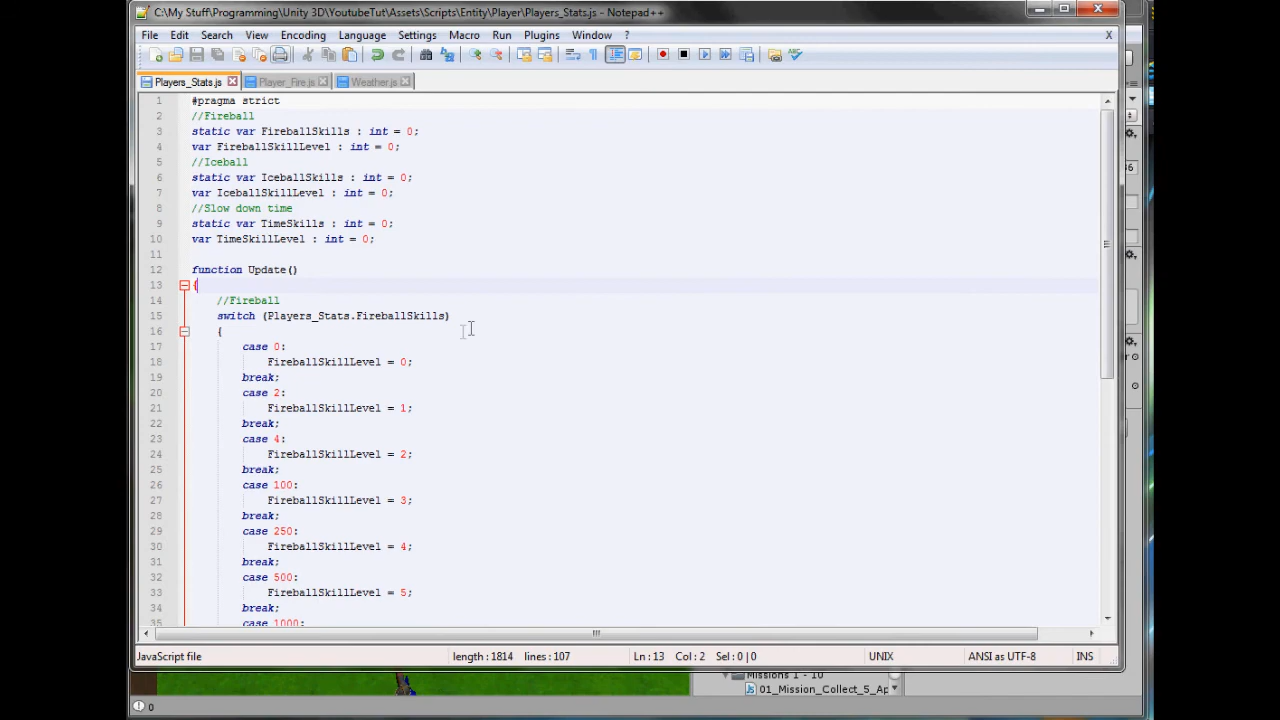 C:\My Stuff\Programming\Unity 3D\YoutubeTut\Assets\Scripts\Entity\Player\Players_Stats.js - Notepad++
File Edit Search View Encoding Language Settings Macro Run Plugins Window ? X
Players_Stats.js Player_Fire.js Weather.js
1 #pragma strict
2 //Fireball
3 static var FireballSkills : int = 0;
4 var FireballSkillLevel : int = 0;
5 //Iceball
6 static var IceballSkills : int = 0;
7 var IceballSkillLevel : int = 0;
8 //Slow down time
9 static var TimeSkills : int = 0;
10 var TimeSkillLevel : int = 0;
11
12 function Update()
13 {
14 //Fireball
15 switch (Players_Stats.FireballSkills)
16 {
17 case 0:
18 FireballSkillLevel = 0;
19 break;
20 case 2:
21 FireballSkillLevel = 1;
22 break;
23 case 4:
24 FireballSkillLevel = 2;
25 break;
26 case 100:
27 FireballSkillLevel = 3;
28 break;
29 case 250:
30 FireballSkillLevel = 4;
31 break;
32 case 500:
33 FireballSkillLevel = 5;
34 break;
35 case 1000:
JavaScript file length : 1814 lines : 107 Ln : 13 Col : 2 Sel : 0 | 0 UNIX ANSI as UTF-8 INS
Missions 1 - 10
01_Mission_Collect_5_Ap
0
36